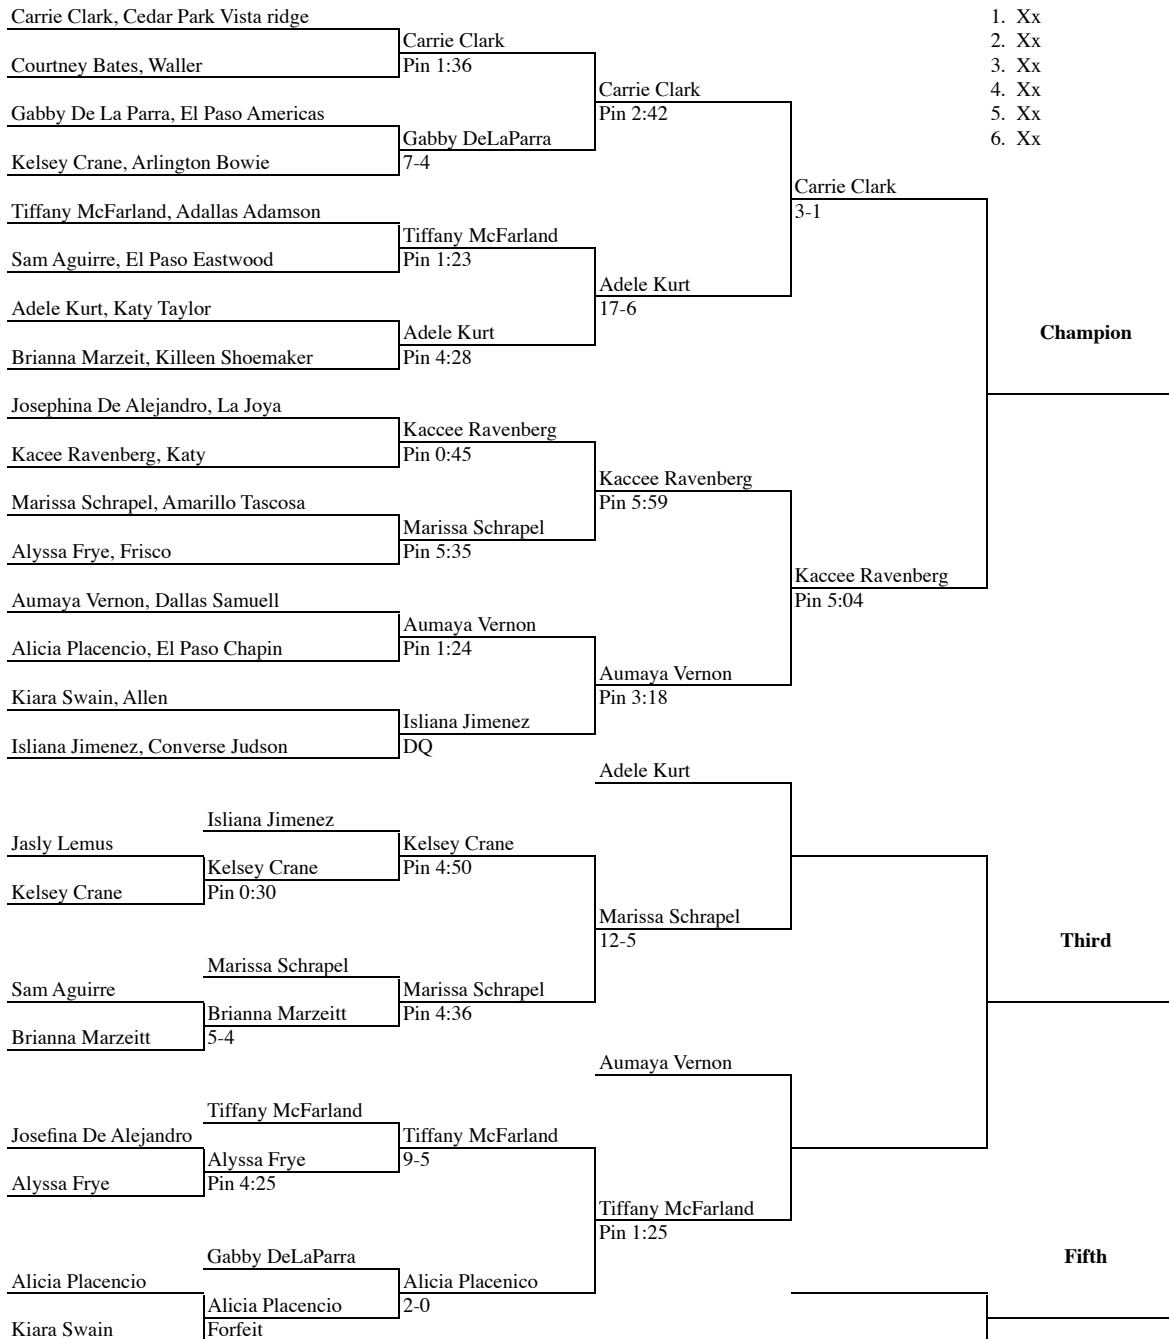 Carrie Clark, Cedar Park Vista ridge
1. Xx
Carrie Clark
2. Xx
Courtney Bates, Waller
Pin 1:36
3. Xx
Carrie Clark
4. Xx
Gabby De La Parra, El Paso Americas
Pin 2:42
5. Xx
Gabby DeLaParra
6. Xx
Kelsey Crane, Arlington Bowie
7-4
Carrie Clark
Tiffany McFarland, Adallas Adamson
3-1
Tiffany McFarland
Sam Aguirre, El Paso Eastwood
Pin 1:23
Adele Kurt
Adele Kurt, Katy Taylor
17-6
Adele Kurt
Champion
Brianna Marzeit, Killeen Shoemaker
Pin 4:28
Josephina De Alejandro, La Joya
Kaccee Ravenberg
Kacee Ravenberg, Katy
Pin 0:45
Kaccee Ravenberg
Marissa Schrapel, Amarillo Tascosa
Pin 5:59
Marissa Schrapel
Alyssa Frye, Frisco
Pin 5:35
Kaccee Ravenberg
Aumaya Vernon, Dallas Samuell
Pin 5:04
Aumaya Vernon
Alicia Placencio, El Paso Chapin
Pin 1:24
Aumaya Vernon
Kiara Swain, Allen
Pin 3:18
Isliana Jimenez
Isliana Jimenez, Converse Judson
DQ
Adele Kurt
Isliana Jimenez
Jasly Lemus
Kelsey Crane
Kelsey Crane
Pin 4:50
Kelsey Crane
Pin 0:30
Marissa Schrapel
12-5
Third
Marissa Schrapel
Sam Aguirre
Marissa Schrapel
Brianna Marzeitt
Pin 4:36
Brianna Marzeitt
5-4
Aumaya Vernon
Tiffany McFarland
Josefina De Alejandro
Tiffany McFarland
Alyssa Frye
9-5
Alyssa Frye
Pin 4:25
Tiffany McFarland
Pin 1:25
Gabby DeLaParra
Fifth
Alicia Placencio
Alicia Placenico
Alicia Placencio
2-0
Kiara Swain
Forfeit